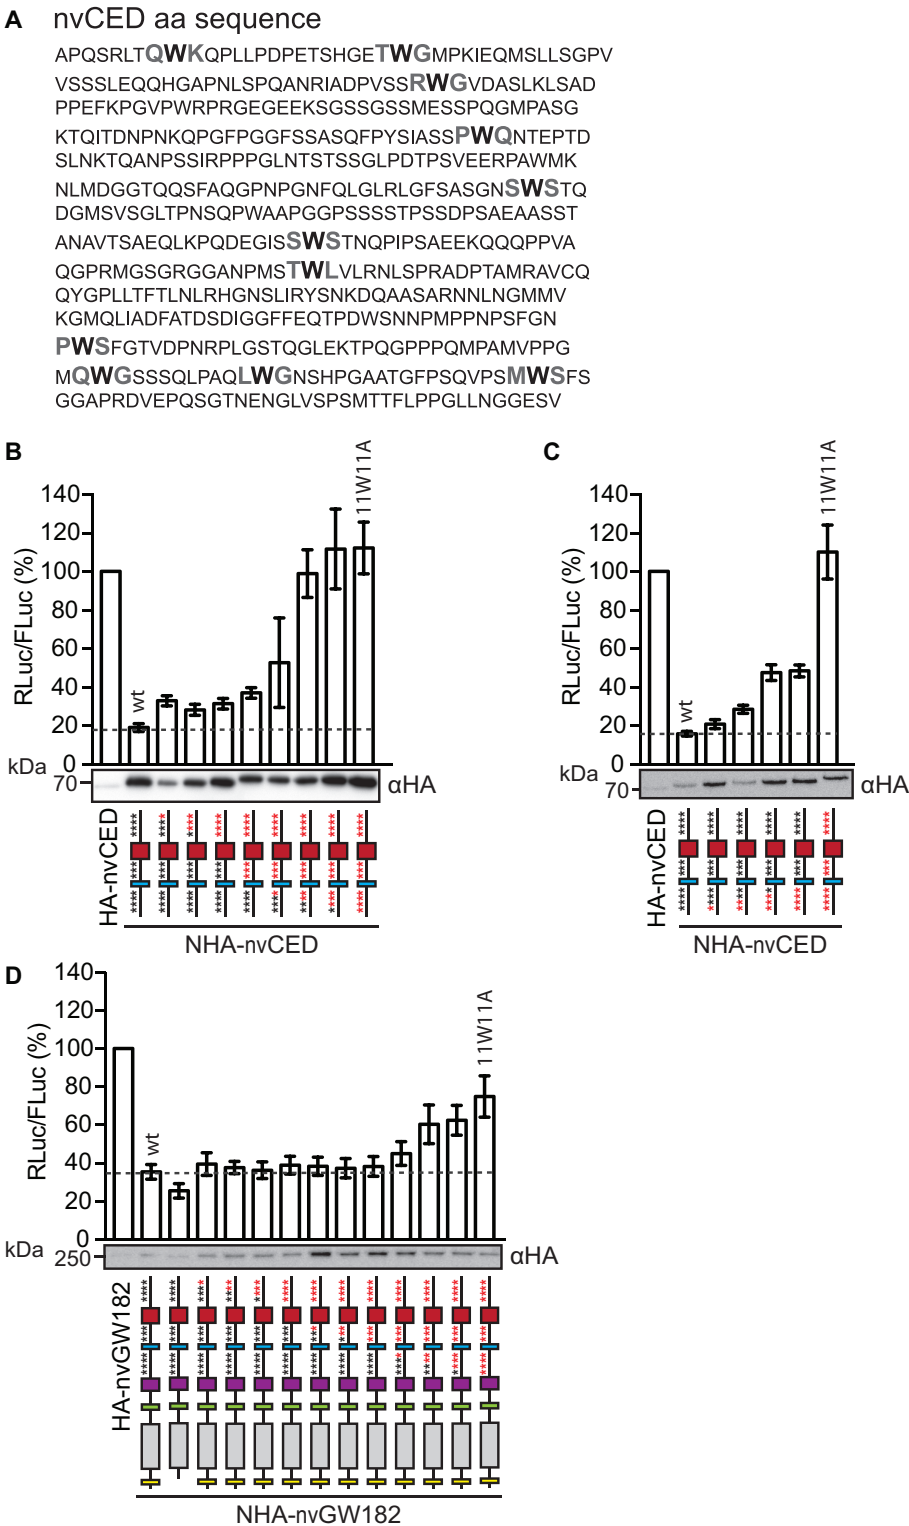 A nvCED aa sequence
APQSRLTQWKQPLLPDPETSHGETWGMPKIEQMSLLSGPV
VSSSLEQQHGAPNLSPQANRIADPVSSRWGVDASLKLSAD
PPEFKPGVPWRPRGEGEEKSGSSGSSMESSPQGMPASG
KTQITDNPNKQPGFPGGFSSASQFPYSIASSPWQNTEPTD
SLNKTQANPSSIRPPPGLNTSTSSGLPDTPSVEERPAWMK
NLMDGGTQQSFAQGPNPGNFQLGLRLGFSASGNSWSTQ
DGMSVSGLTPNSQPWAAPGGPSSSSTPSSDPSAEAASST
ANAVTSAEQLKPQDEGISSWSTNQPIPSAEEKQQQPPVA
QGPRMGSGRGGANPMSTWLVLRNLSPRADPTAMRAVCQ
QYGPLLTFTLNLRHGNSLIRYSNKDQAASARNNLNGMMV
KGMQLIADFATDSDIGGFFEQTPDWSNNPMPPNPSFGN
PWSFGTVDPNRPLGSTQGLEKTPQGPPPQMPAMVPPG
MQWGSSSQLPAQLWGNSHPGAATGFPSQVPSMWSFS
GGAPRDVEPQSGTNENGLVSPSMTTFLPPGLLNGGESV
B
RLuc/FLuc (%)
140
120
100
80
60
40
20
0
wt
11W11A
kDa
70
αHA
HA-nvCED
NHA-nvCED
C
RLuc/FLuc (%)
140
120
100
80
60
40
20
0
wt
11W11A
kDa
70
αHA
HA-nvCED
NHA-nvCED
D
RLuc/FLuc (%)
140
120
100
80
60
40
20
0
wt
11W11A
kDa
250
αHA
HA-nvGW182
NHA-nvGW182